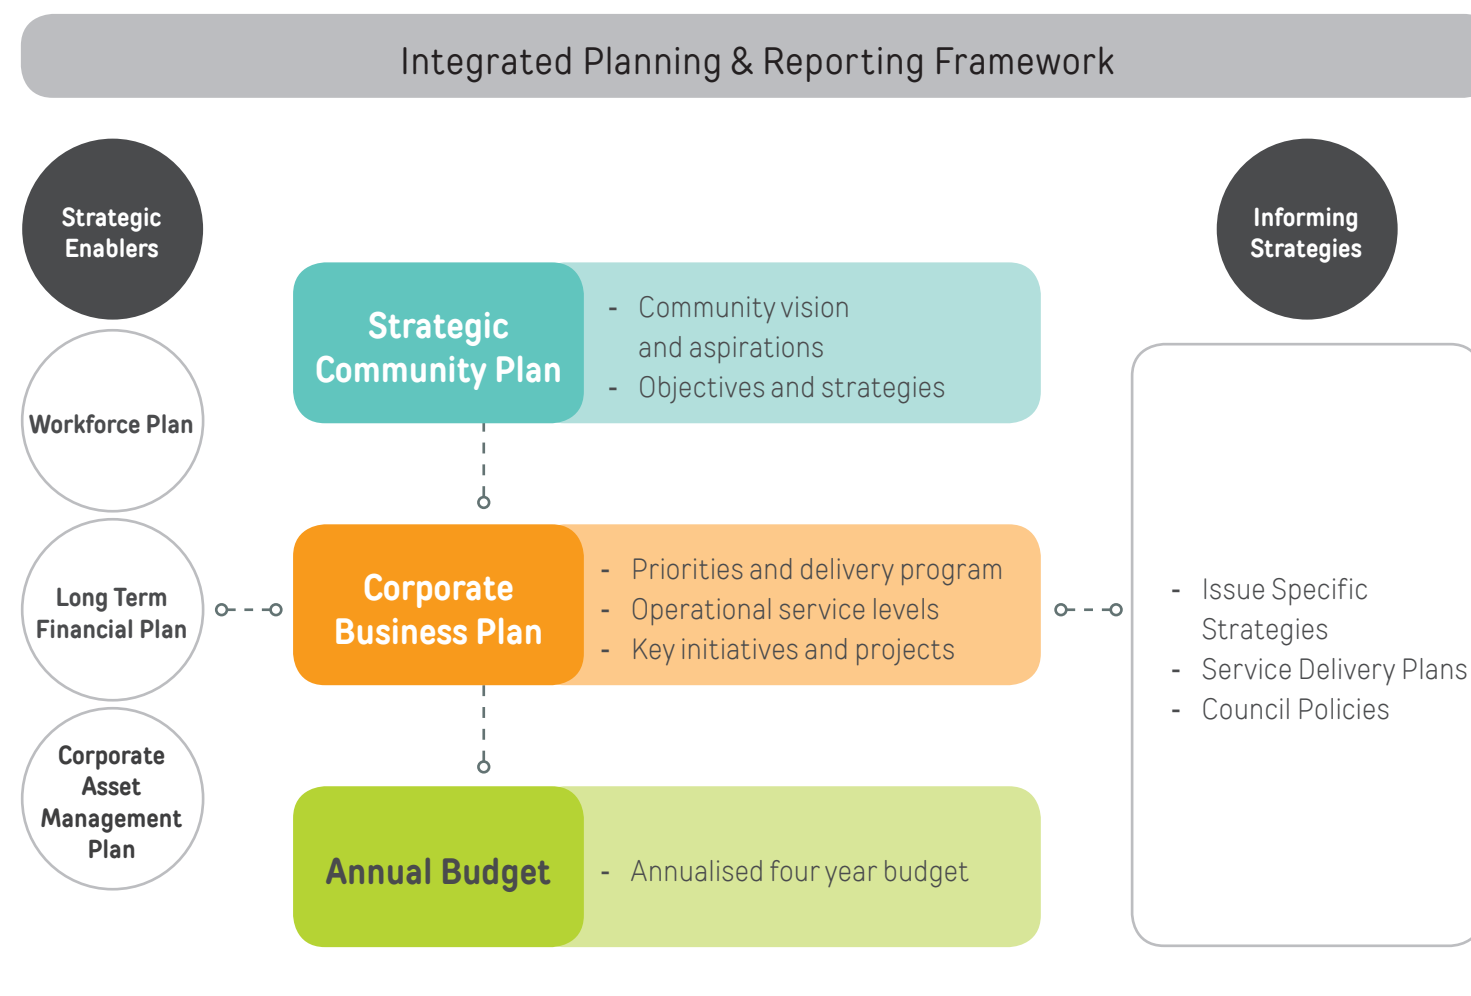 Integrated Planning & Reporting Framework
Strategic
Enablers
Workforce Plan
Long Term
Financial Plan
Corporate
Asset
Management
Plan
Strategic
Community Plan
- Community vision
and aspirations
- Objectives and strategies
Corporate
Business Plan
- Priorities and delivery program
- Operational service levels
- Key initiatives and projects
Annual Budget
- Annualised four year budget
Informing
Strategies
- Issue Specific
Strategies
- Service Delivery Plans
- Council Policies